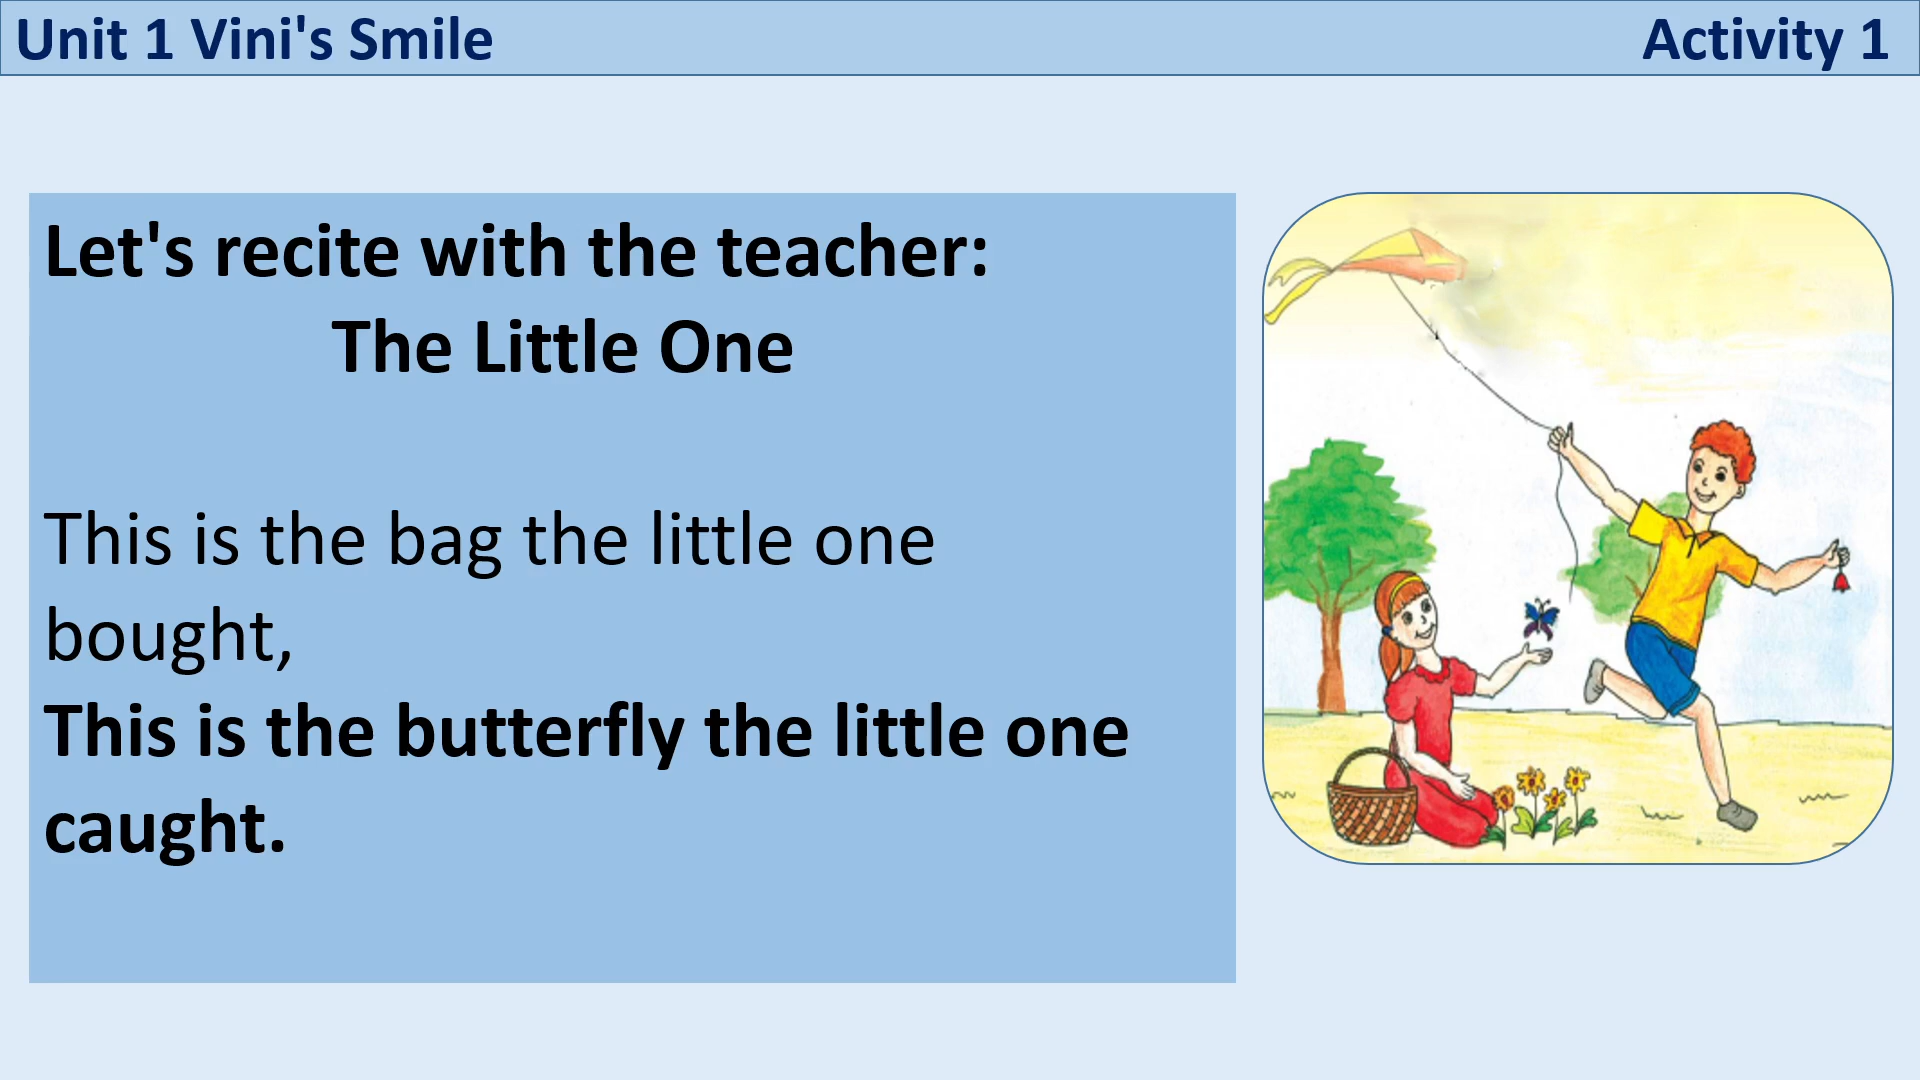 Unit 1 Vini's Smile
Activity 1
Let's recite with the teacher:
The Little One
This is the bag the little one
bought,
This is the butterfly the little one
caught.